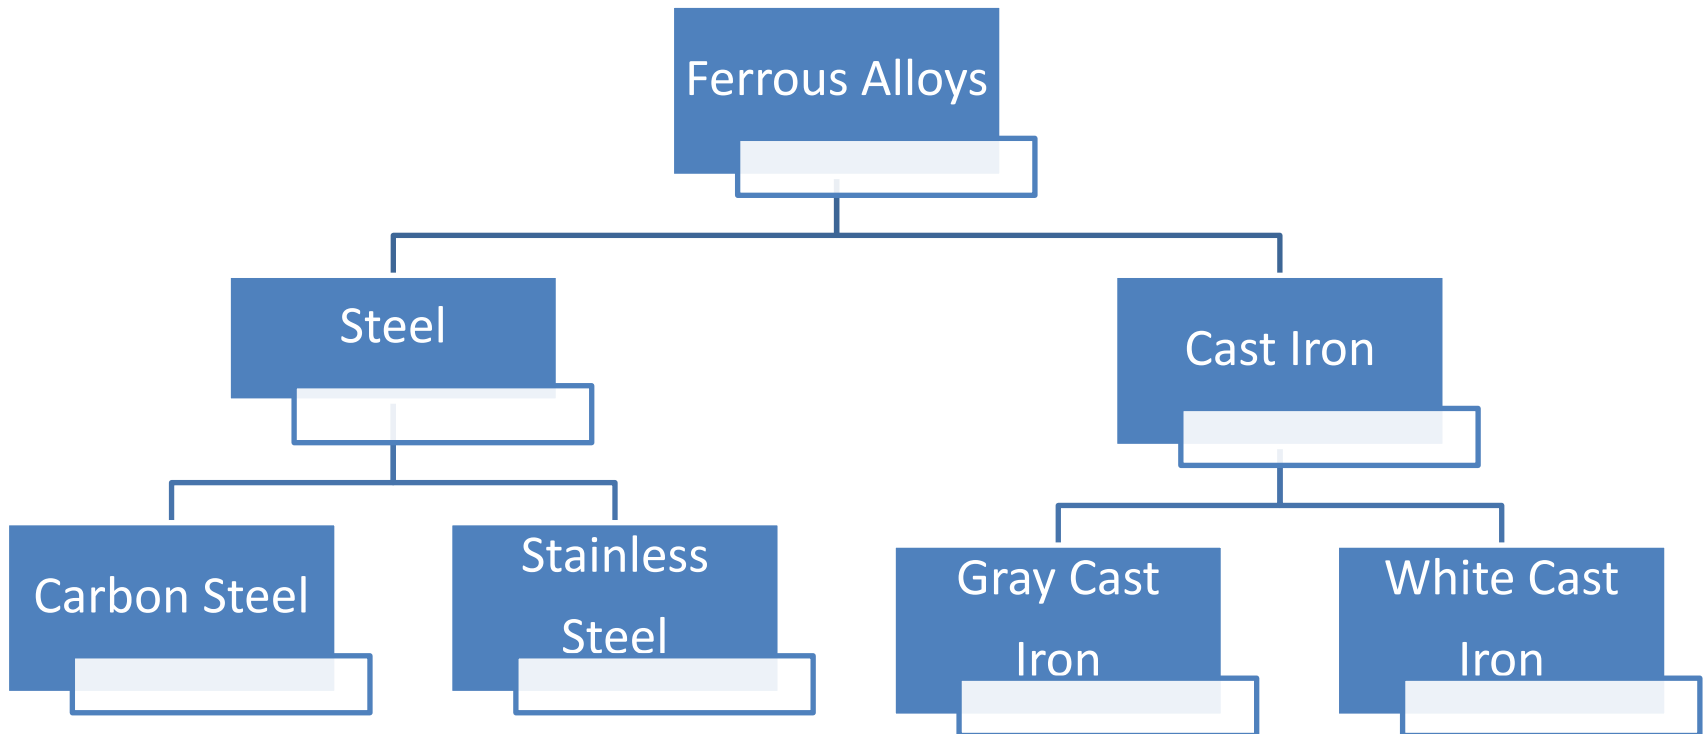 Ferrous Alloys
Steel
Cast Iron
Carbon Steel
Stainless
Steel
Gray Cast
Iron
White Cast
Iron